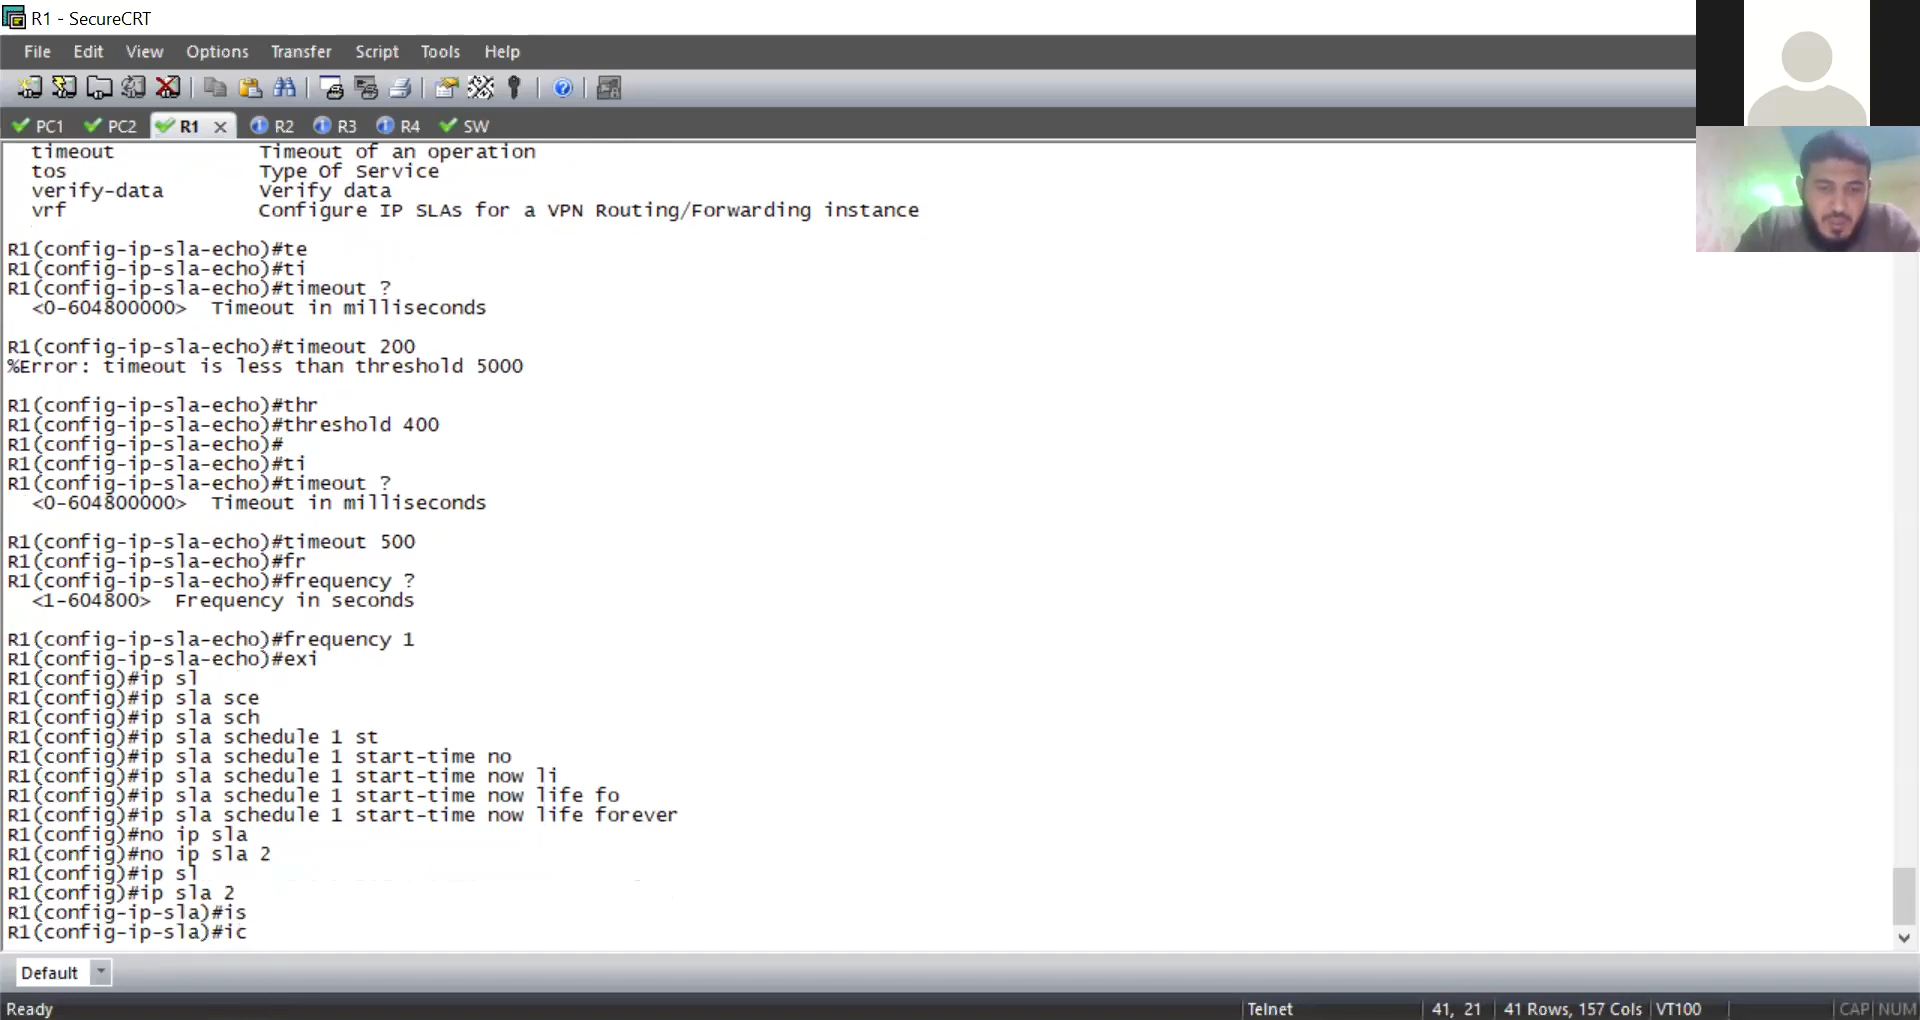 R1 - SecureCRT
File Edit View Options Transfer Script Tools Help
PC1 PC2 R1 R2 R3 R4 SW
timeout Timeout of an operation
tos Type Of Service
verify-data Verify data
vrf Configure IP SLAs for a VPN Routing/Forwarding instance
R1(config-ip-sla-echo)#te
R1(config-ip-sla-echo)#ti
R1(config-ip-sla-echo)#timeout ?
<0-604800000> Timeout in milliseconds
R1(config-ip-sla-echo)#timeout 200
%Error: timeout is less than threshold 5000
R1(config-ip-sla-echo)#thr
R1(config-ip-sla-echo)#threshold 400
R1(config-ip-sla-echo)#
R1(config-ip-sla-echo)#ti
R1(config-ip-sla-echo)#timeout ?
<0-604800000> Timeout in milliseconds
R1(config-ip-sla-echo)#timeout 500
R1(config-ip-sla-echo)#fr
R1(config-ip-sla-echo)#frequency ?
<1-604800> Frequency in seconds
R1(config-ip-sla-echo)#frequency 1
R1(config-ip-sla-echo)#exi
R1(config)#ip sl
R1(config)#ip sla sce
R1(config)#ip sla sch
R1(config)#ip sla schedule 1 st
R1(config)#ip sla schedule 1 start-time no
R1(config)#ip sla schedule 1 start-time now li
R1(config)#ip sla schedule 1 start-time now life fo
R1(config)#ip sla schedule 1 start-time now life forever
R1(config)#no ip sla
R1(config)#no ip sla 2
R1(config)#ip sl
R1(config)#ip sla 2
R1(config-ip-sla)#is
R1(config-ip-sla)#ic
Default
Ready Telnet 41, 21 41 Rows, 157 Cols VT100 CAP NUM